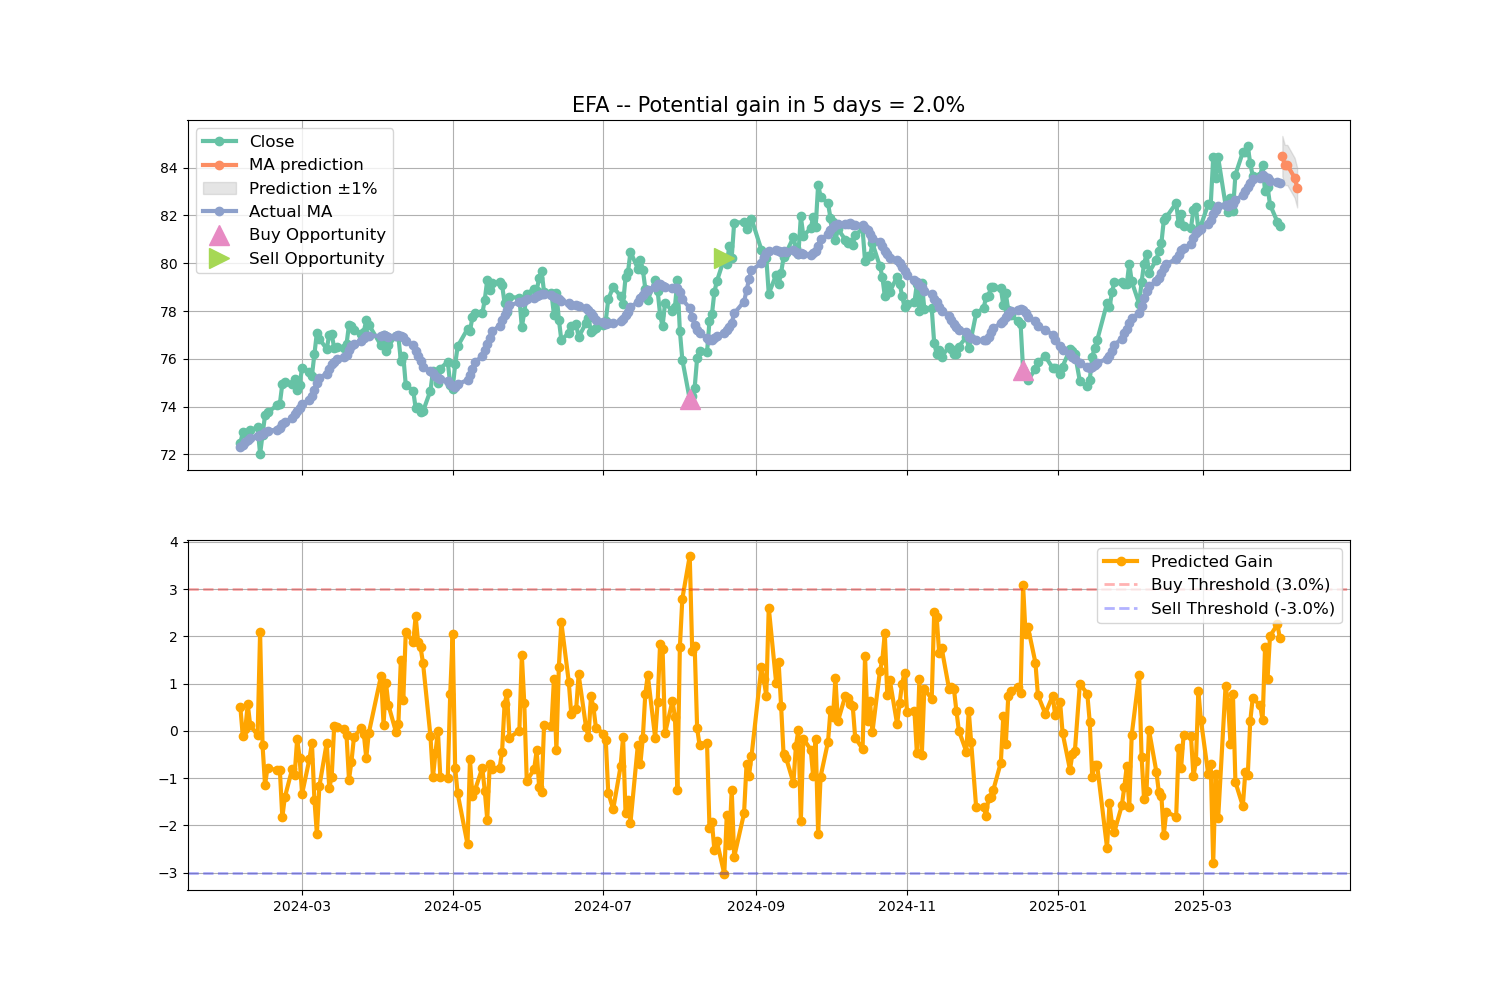 EFA -- Potential gain in 5 days = 2.0%
Close
MA prediction
Prediction ±1%
Actual MA
Buy Opportunity
Sell Opportunity
84
82
80
78
76
74
72
4
3
2
1
0
−1
−2
−3
Predicted Gain
Buy Threshold (3.0%)
Sell Threshold (-3.0%)
2024-03
2024-05
2024-07
2024-09
2024-11
2025-01
2025-03